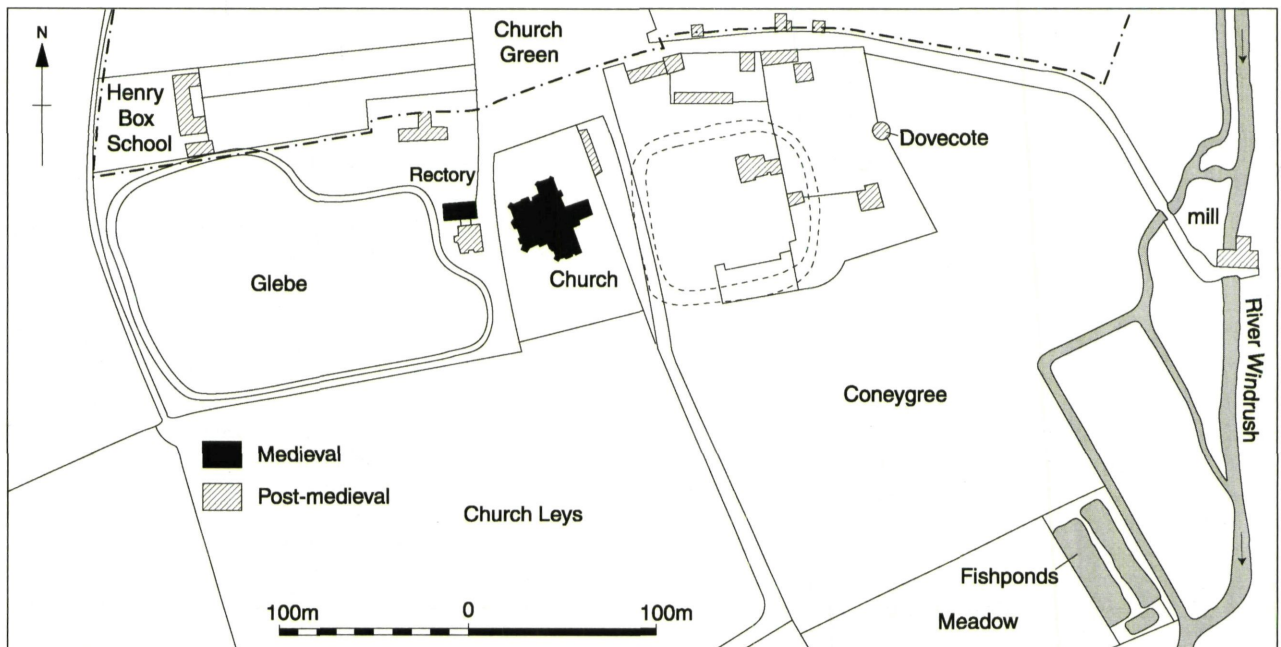 N
Church
Green
Henry
Box
School
Dovecote
Rectory
mill
Glebe
Church
River Windrush
Coneygree
Medieval
Post-medieval
Church Leys
Fishponds
100m 0 100m
Meadow